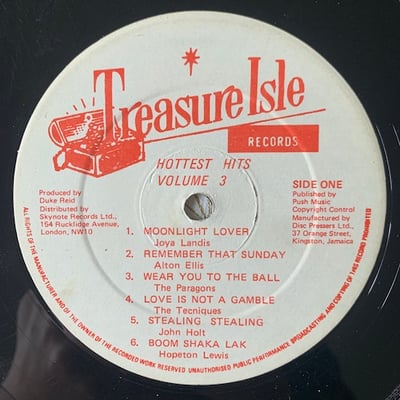 Treasure Isle
RECORDS
HOTTEST HITS
VOLUME 3
Produced by
Duke Reid
Distributed by
Skynote Records Ltd.,
154 Rucklidge Avenue,
London, NW10
SIDE ONE
Published by
Push Music
Copyright Control
Manufactured by
Disc Pressers Ltd.,
37 Orange Street,
Kingston, Jamaica
1. MOONLIGHT LOVER
Joya Landis
2. REMEMBER THAT SUNDAY
Alton Ellis
3. WEAR YOU TO THE BALL
The Paragons
4. LOVE IS NOT A GAMBLE
The Tecniques
5. STEALING STEALING
John Holt
6. BOOM SHAKA LAK
Hopeton Lewis
ALL RIGHTS OF THE MANUFACTURER AND OF THE OWNER OF THE RECORDED WORK RESERVED UNAUTHORISED PUBLIC PERFORMANCE BROADCASTING AND COPYING OF THIS RECORD PROHIBITED